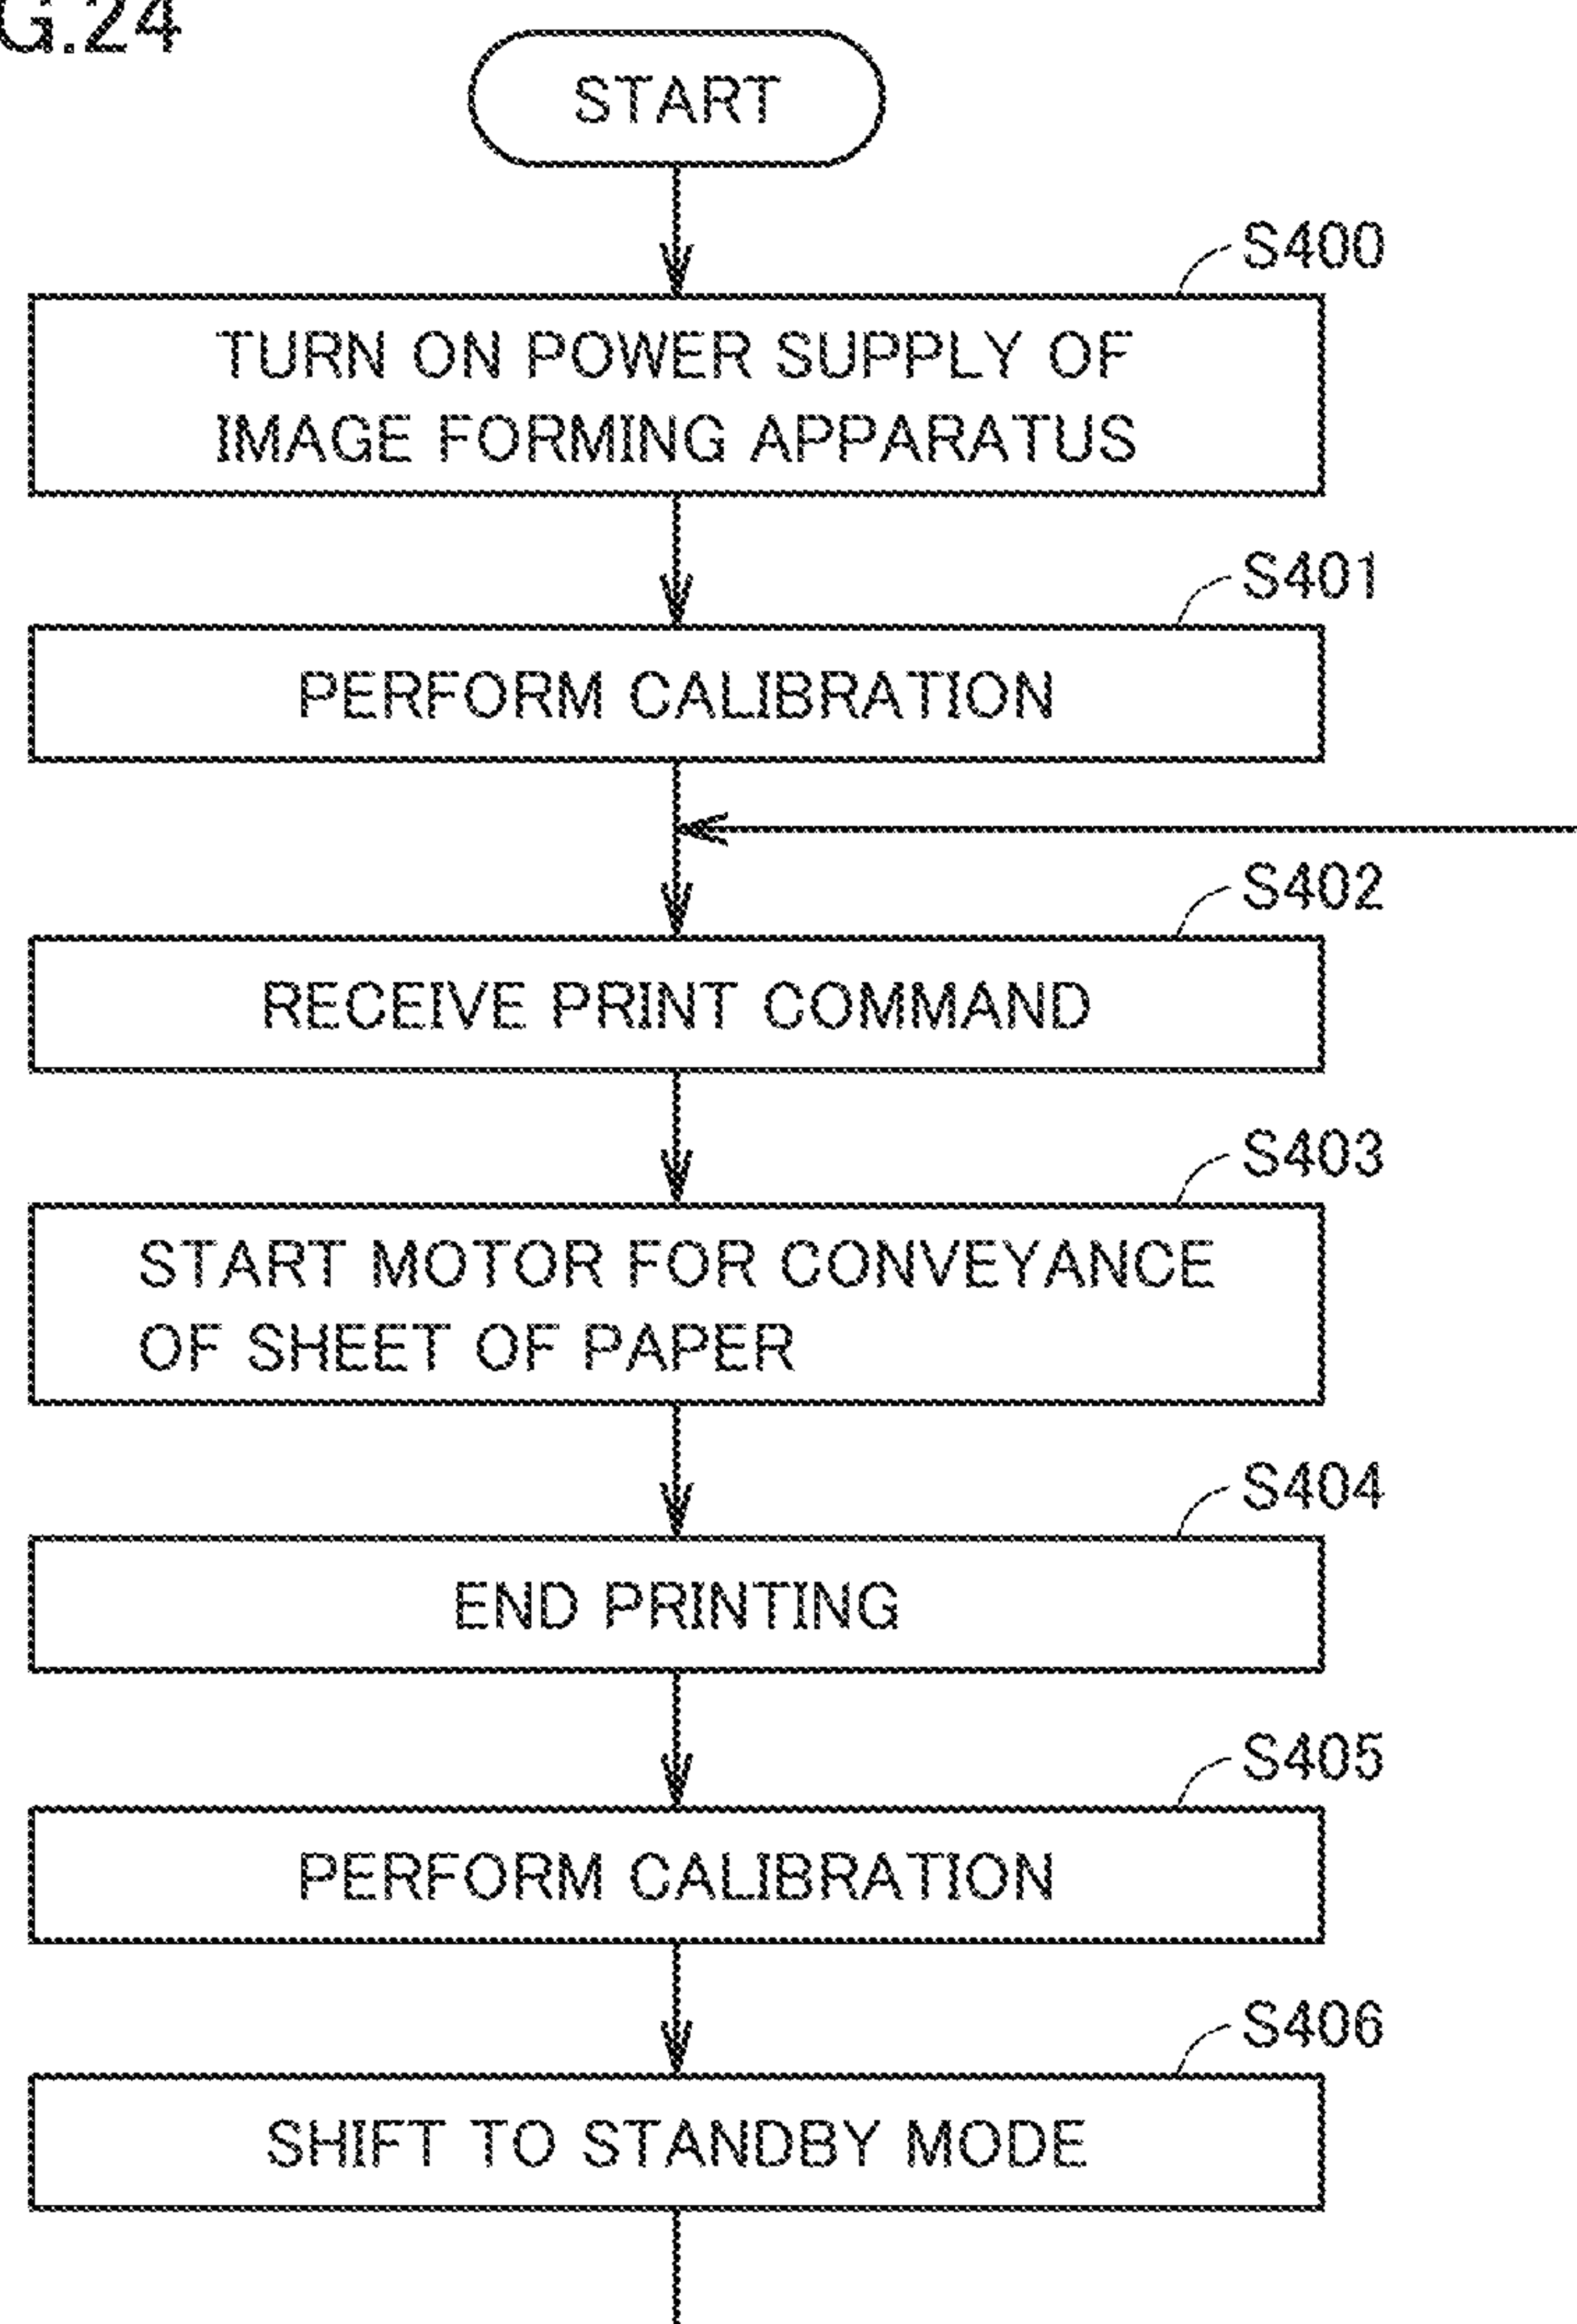 G.24
START
S400
TURN ON POWER SUPPLY OF
IMAGE FORMING APPARATUS
S401
PERFORM CALIBRATION
S402
RECEIVE PRINT COMMAND
S403
START MOTOR FOR CONVEYANCE
OF SHEET OF PAPER
S404
END PRINTING
S405
PERFORM CALIBRATION
S406
SHIFT TO STANDBY MODE